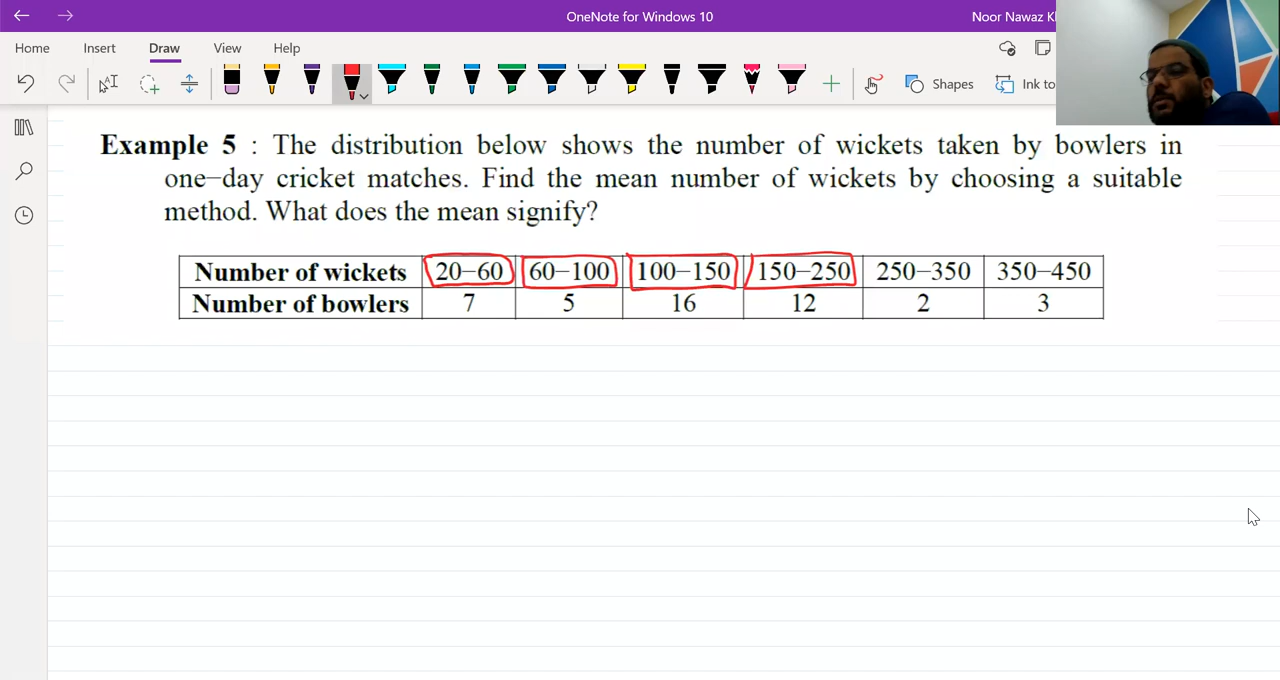 OneNote for Windows 10
Noor Nawaz
Home Insert Draw View Help
Shapes
Ink to
Example 5 : The distribution below shows the number of wickets taken by bowlers in
one–day cricket matches. Find the mean number of wickets by choosing a suitable
method. What does the mean signify?
Number of wickets 20–60 60–100 100–150 150–250 250–350 350–450
Number of bowlers 7 5 16 12 2 3